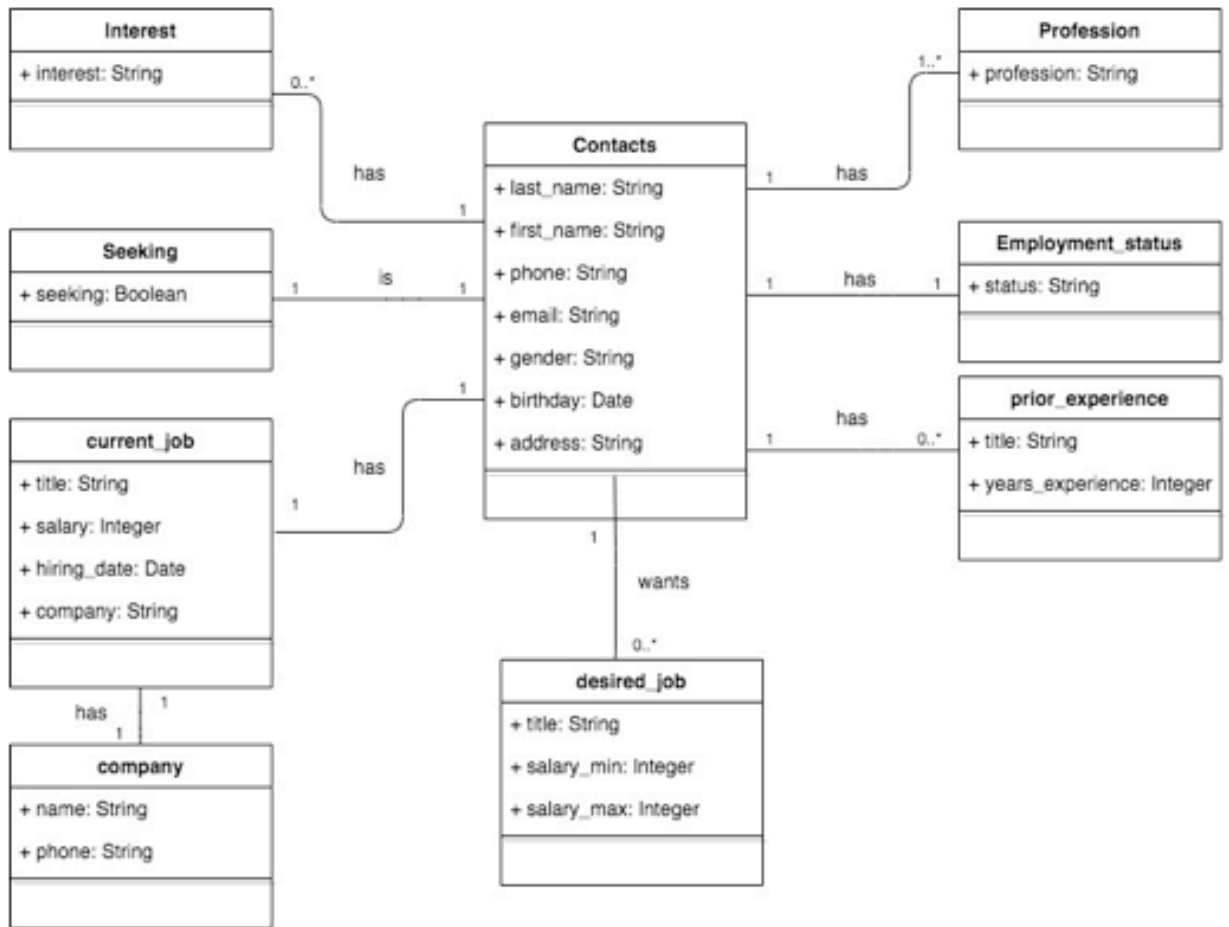 Interest
+ interest: String
0..*
has
1
Profession
+ profession: String
1..*
1
has
Contacts
+ last_name: String
+ first_name: String
+ phone: String
+ email: String
+ gender: String
+ birthday: Date
+ address: String
Seeking
+ seeking: Boolean
1
is
1
Employment_status
+ status: String
1
has
1
current_job
+ title: String
+ salary: Integer
+ hiring_date: Date
+ company: String
1
has
1
prior_experience
+ title: String
+ years_experience: Integer
has
1
0..*
1
wants
0..*
desired_job
+ title: String
+ salary_min: Integer
+ salary_max: Integer
has
1
1
company
+ name: String
+ phone: String